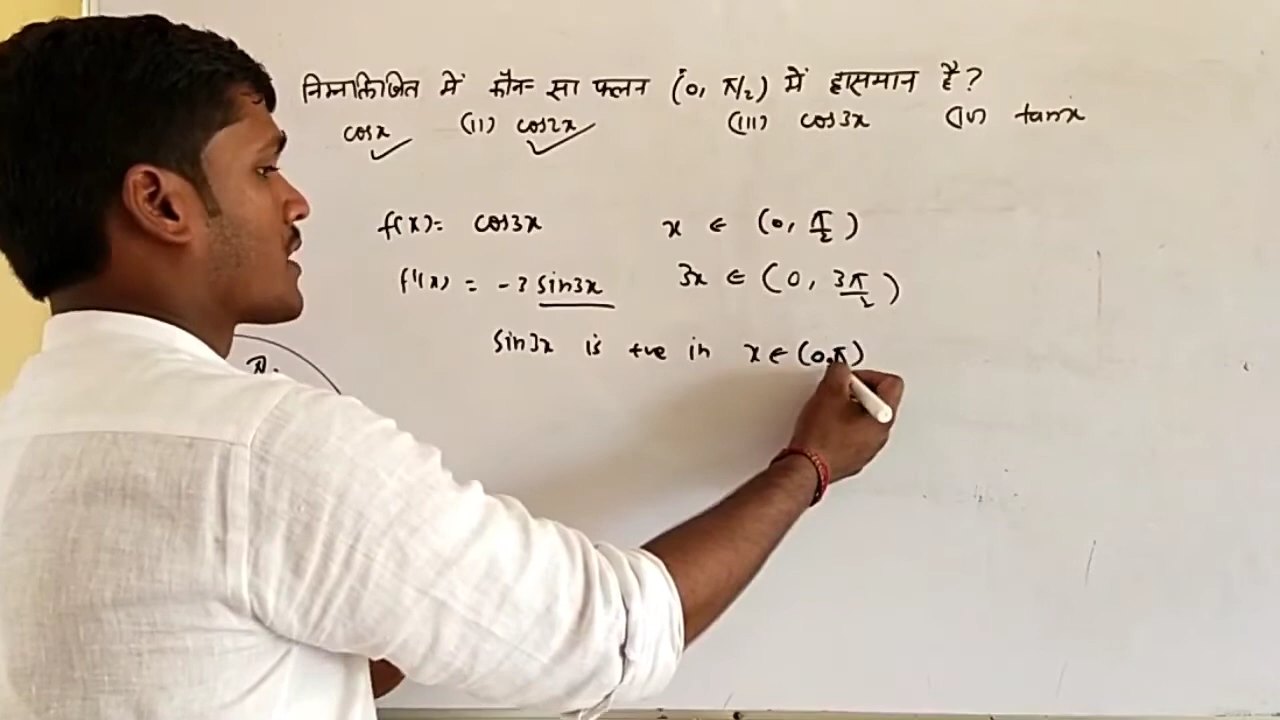 निम्नलिखित में कौन सा फलन (0, π/2) में ह्रासमान है?
cosx (ii) cos2x (iii) cos3x (iv) tanx
f(x) = cos3x x ∈ (0, π/2)
f'(x) = -3 sin3x 3x ∈ (0, 3π/2)
sin3x is +ve in x ∈ (0, π)
π